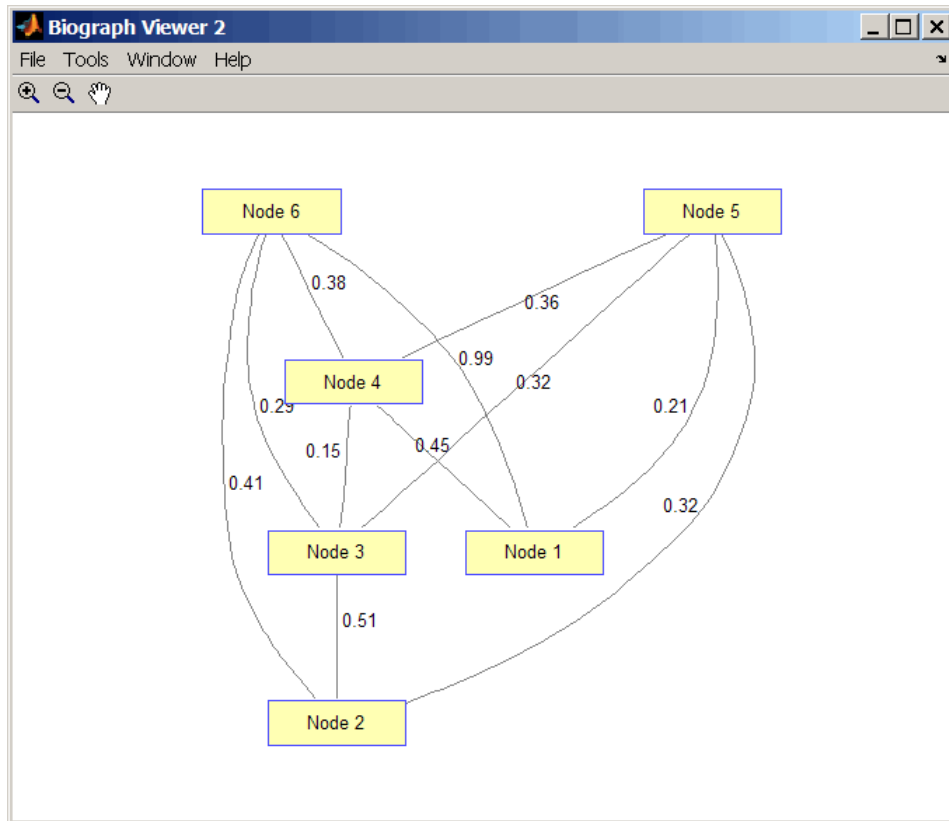 Biograph Viewer 2
File Tools Window Help
Node 6 Node 5
0.38
0.36
0.99
Node 4 0.32
0.29 0.21
0.15 0.45
0.41
0.32
Node 3 Node 1
0.51
Node 2